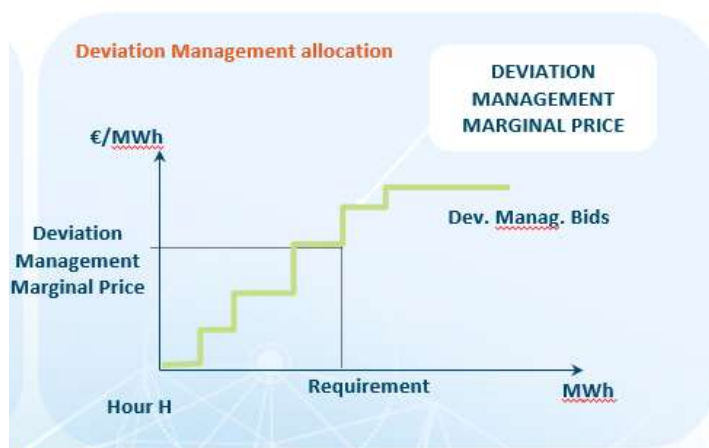 Deviation Management allocation
DEVIATION
MANAGEMENT
MARGINAL PRICE
€/MWh
Dev. Manag. Bids
Deviation
Management
Marginal Price
Requirement
MWh
Hour H